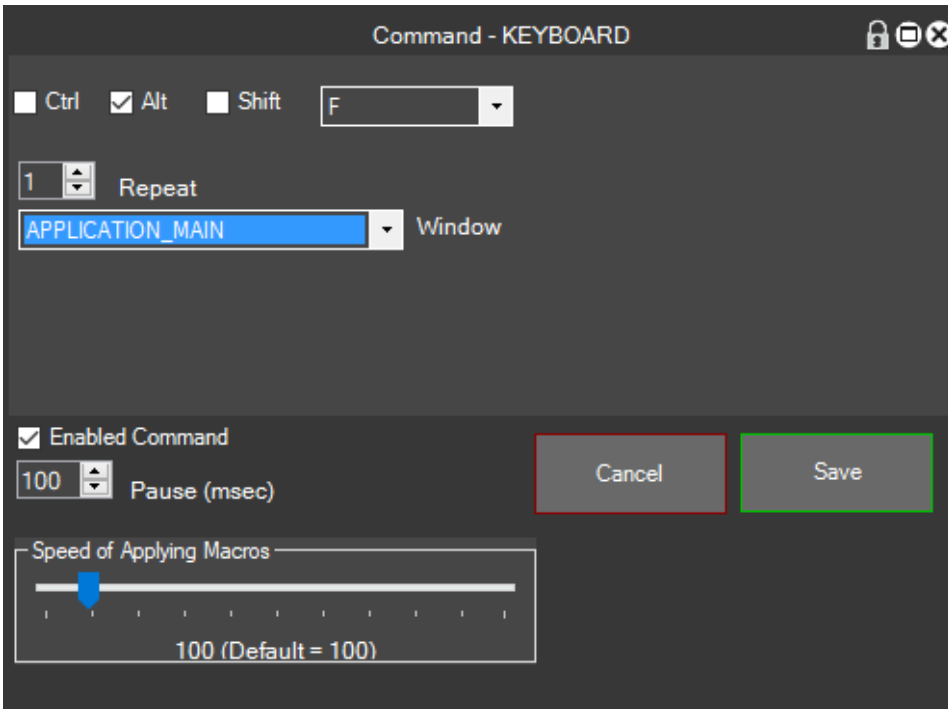 Command - KEYBOARD
Ctrl Alt Shift F
1 Repeat
APPLICATION_MAIN Window
Enabled Command
100 Pause (msec)
Cancel Save
Speed of Applying Macros
100 (Default = 100)